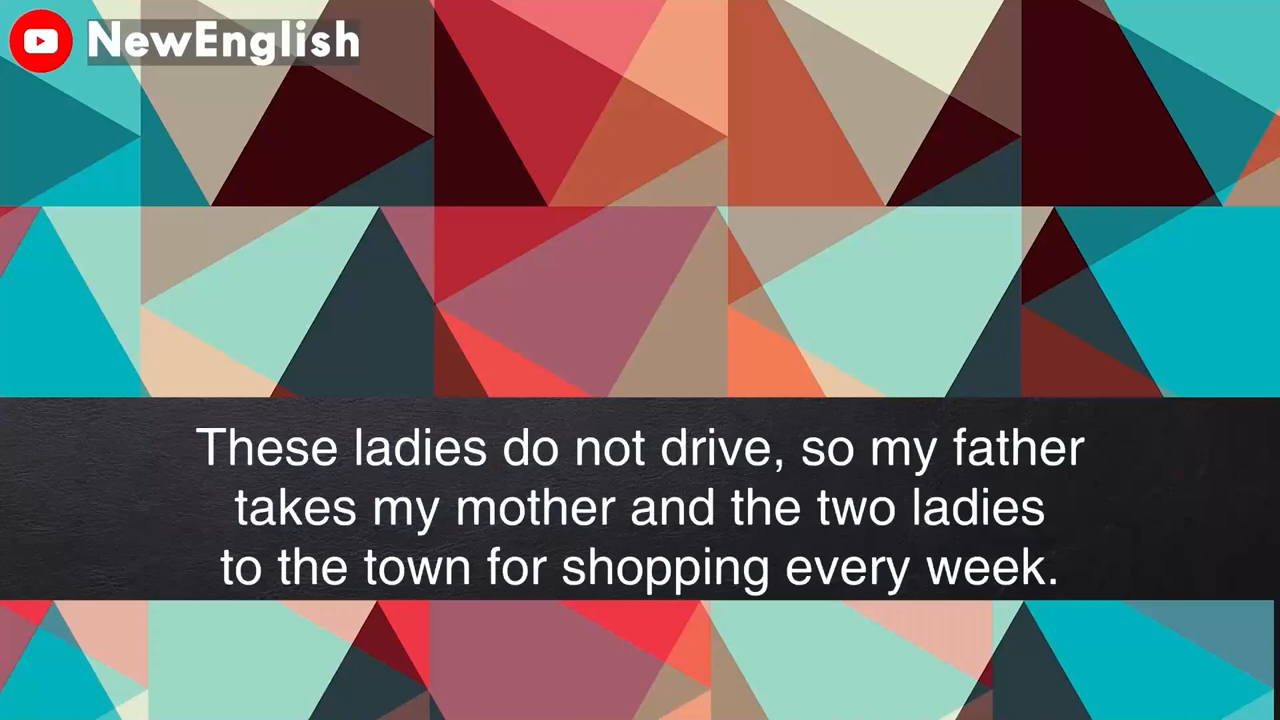 NewEnglish
These ladies do not drive, so my father
takes my mother and the two ladies
to the town for shopping every week.